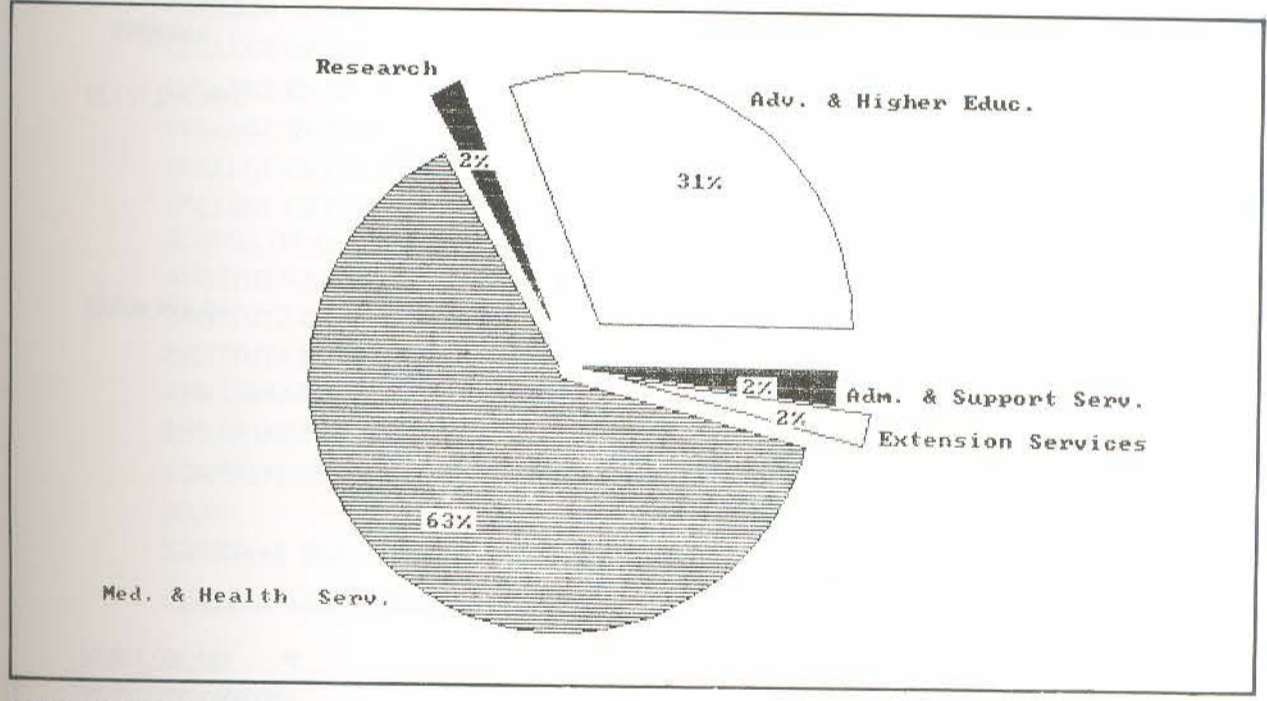 Research
Adv. & Higher Educ.
2%
31%
2%
Adm. & Support Serv.
2%
Extension Services
63%
Med. & Health Serv.